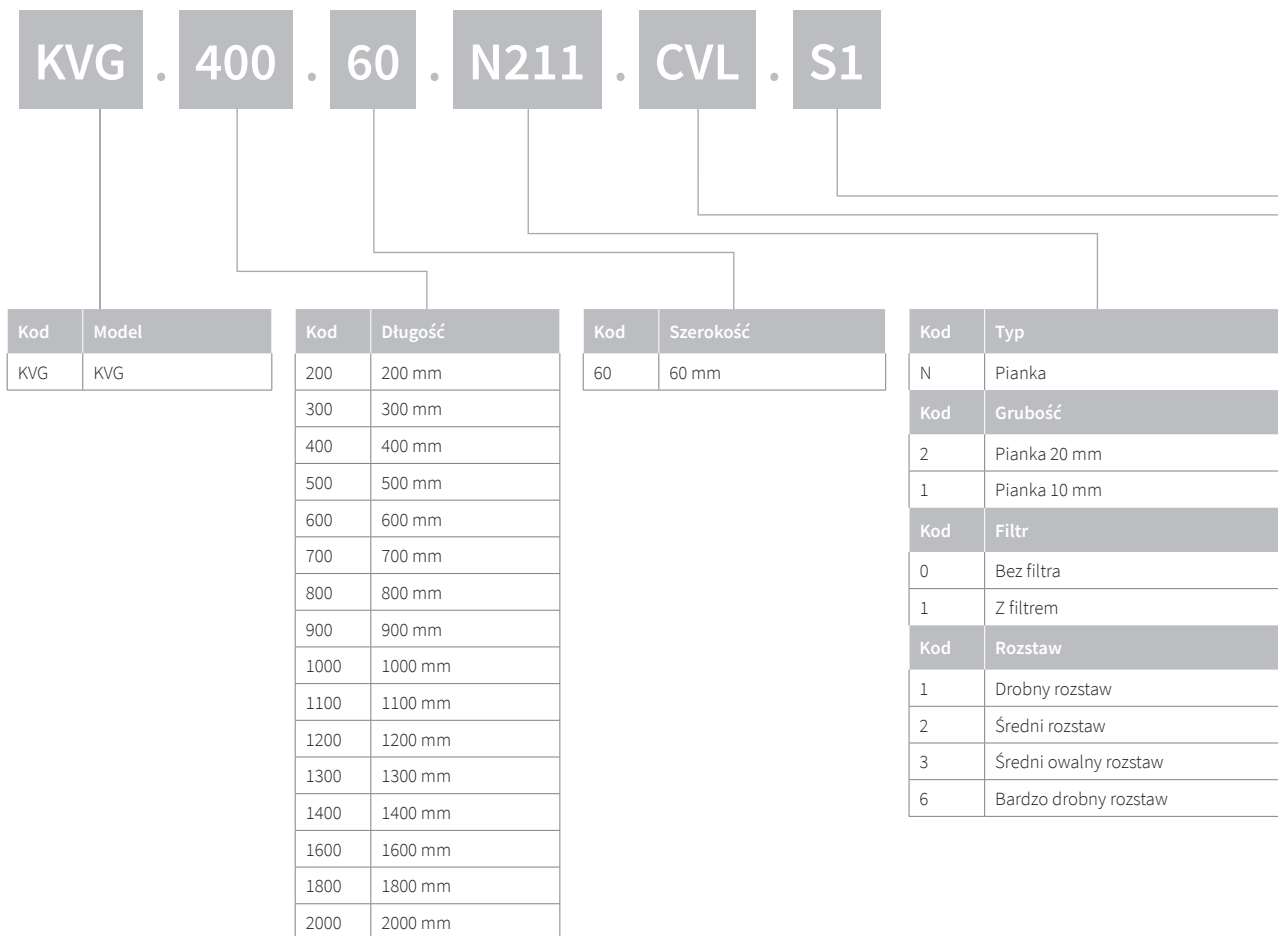 KVG . 400 . 60 . N211 . CVL . S1
Kod Model
KVG KVG
Kod Długość
200 200 mm
300 300 mm
400 400 mm
500 500 mm
600 600 mm
700 700 mm
800 800 mm
900 900 mm
1000 1000 mm
1100 1100 mm
1200 1200 mm
1300 1300 mm
1400 1400 mm
1600 1600 mm
1800 1800 mm
2000 2000 mm
Kod Szerokość
60 60 mm
Kod Typ
N Pianka
Kod Grubość
2 Pianka 20 mm
1 Pianka 10 mm
Kod Filtr
0 Bez filtra
1 Z filtrem
Kod Rozstaw
1 Drobny rozstaw
2 Średni rozstaw
3 Średni owalny rozstaw
6 Bardzo drobny rozstaw